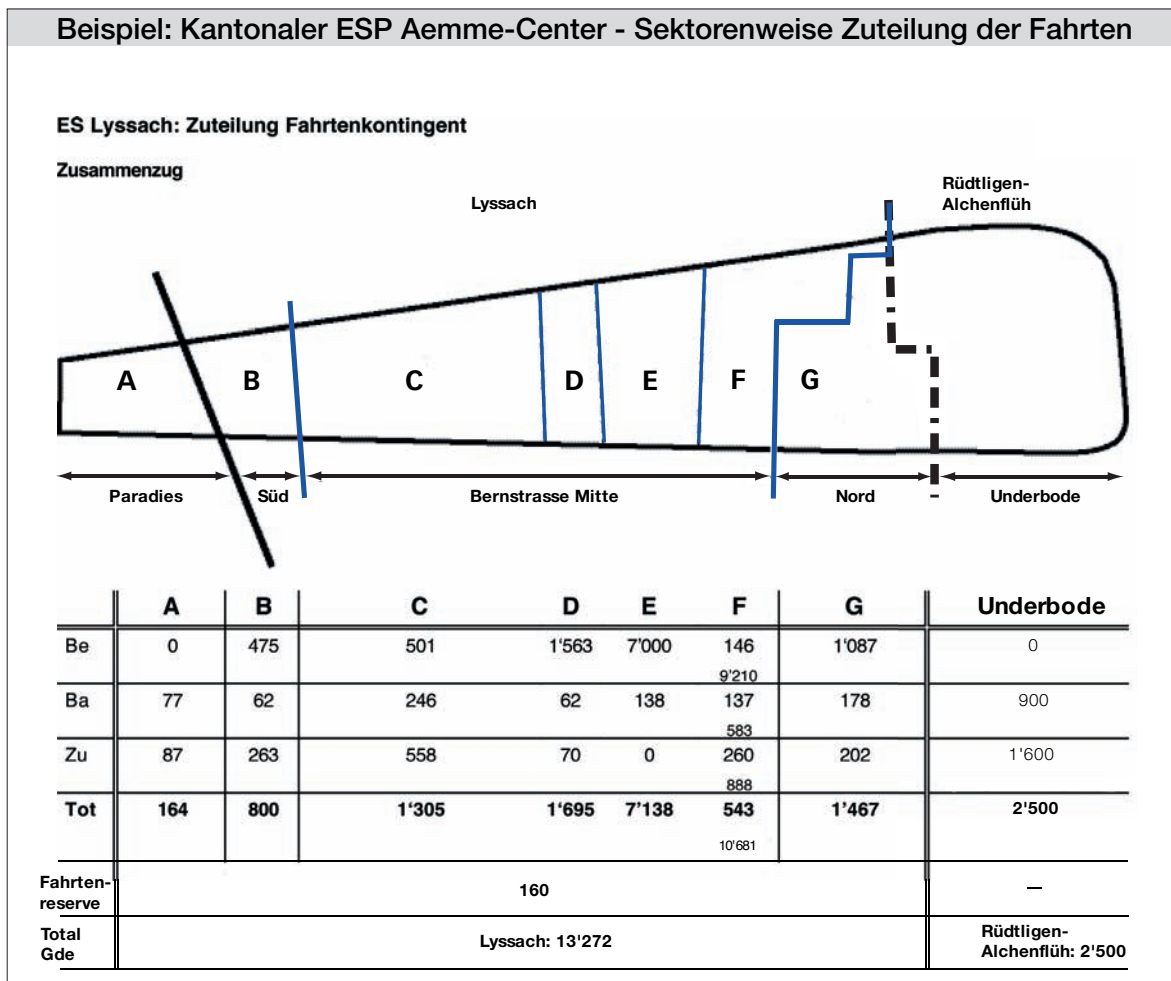 Beispiel: Kantonaler ESP Aemme-Center - Sektorenweise Zuteilung der Fahrten
ES Lyssach: Zuteilung Fahrtenkontingent
Zusammenzug
Lyssach
Rüdtligen-
Alchenflüh
A B C D E F G
Paradies Süd Bernstrasse Mitte Nord Underbode
A B C D E F G Underbode
Be 0 475 501 1'563 7'000 146 1'087 0
9'210
Ba 77 62 246 62 138 137 178 900
583
Zu 87 263 558 70 0 260 202 1'600
888
Tot 164 800 1'305 1'695 7'138 543 1'467 2'500
10'681
Fahrten-
reserve
160 –
Total
Gde
Lyssach: 13'272
Rüdtligen-
Alchenflüh: 2'500